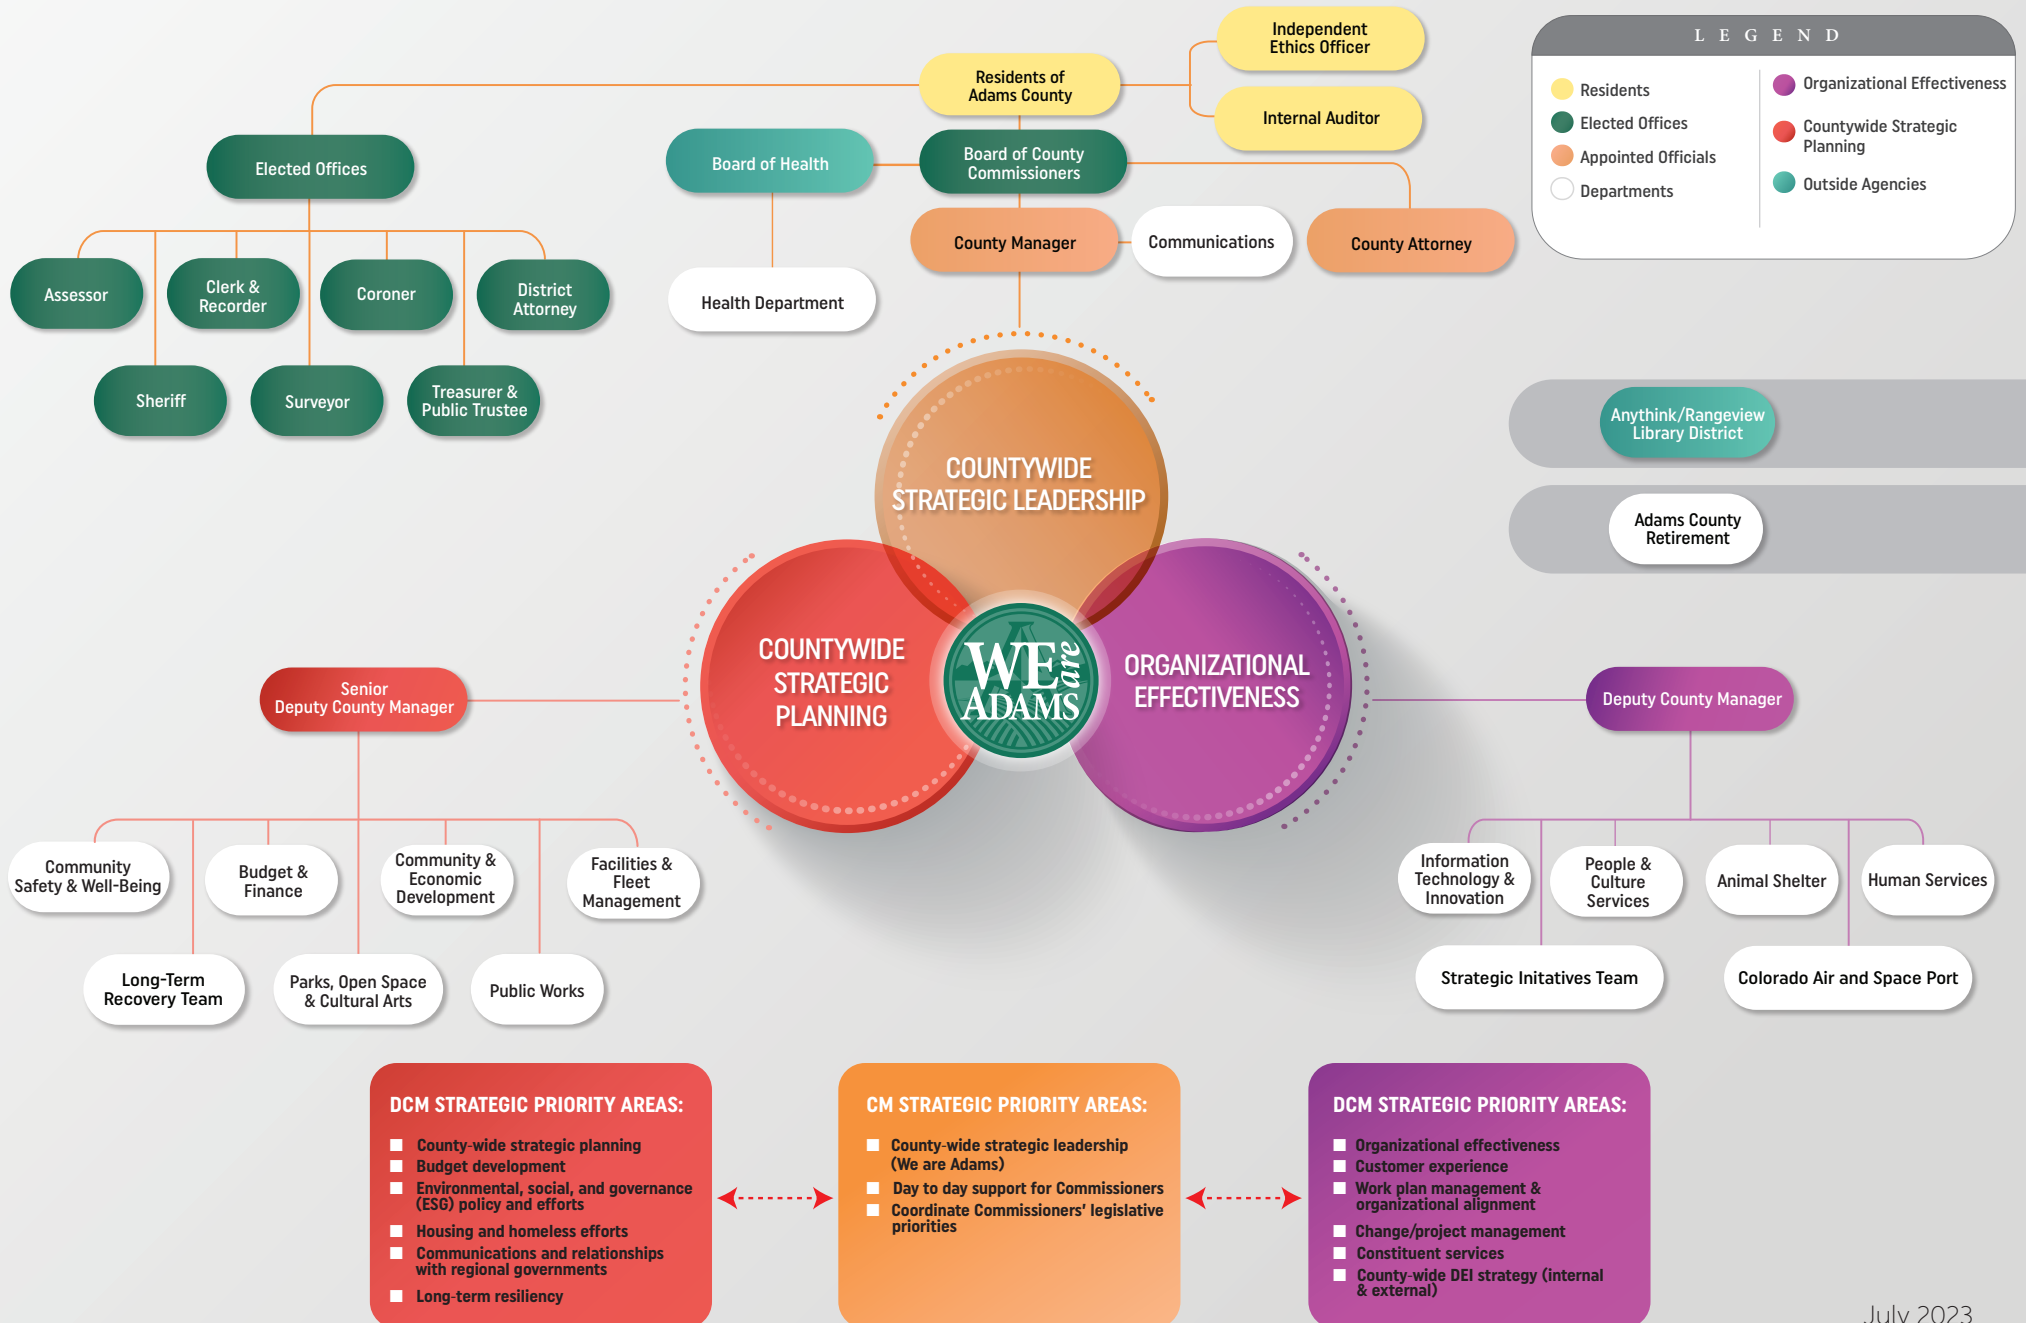 Independent
Ethics Officer
Residents of
Adams County
Internal Auditor
LEGEND
Residents
Elected Offices
Appointed Officials
Departments
Organizational Effectiveness
Countywide Strategic
Planning
Outside Agencies
Elected Offices
Board of Health
Board of County
Commissioners
County Manager
Communications
County Attorney
Health Department
Assessor
Clerk &
Recorder
Coroner
District
Attorney
Sheriff
Surveyor
Treasurer &
Public Trustee
Anythink/Rangeview
Library District
Adams County
Retirement
COUNTYWIDE
STRATEGIC LEADERSHIP
COUNTYWIDE
STRATEGIC
PLANNING
WE are
ADAMS
ORGANIZATIONAL
EFFECTIVENESS
Senior
Deputy County Manager
Deputy County Manager
Community
Safety & Well-Being
Budget &
Finance
Community &
Economic
Development
Facilities &
Fleet
Management
Long-Term
Recovery Team
Parks, Open Space
& Cultural Arts
Public Works
Information
Technology &
Innovation
People &
Culture
Services
Animal Shelter
Human Services
Strategic Initatives Team
Colorado Air and Space Port
DCM STRATEGIC PRIORITY AREAS:
County-wide strategic planning
Budget development
Environmental, social, and governance
(ESG) policy and efforts
Housing and homeless efforts
Communications and relationships
with regional governments
Long-term resiliency
CM STRATEGIC PRIORITY AREAS:
County-wide strategic leadership
(We are Adams)
Day to day support for Commissioners
Coordinate Commissioners' legislative
priorities
DCM STRATEGIC PRIORITY AREAS:
Organizational effectiveness
Customer experience
Work plan management &
organizational alignment
Change/project management
Constituent services
County-wide DEI strategy (internal
& external)
July 2023